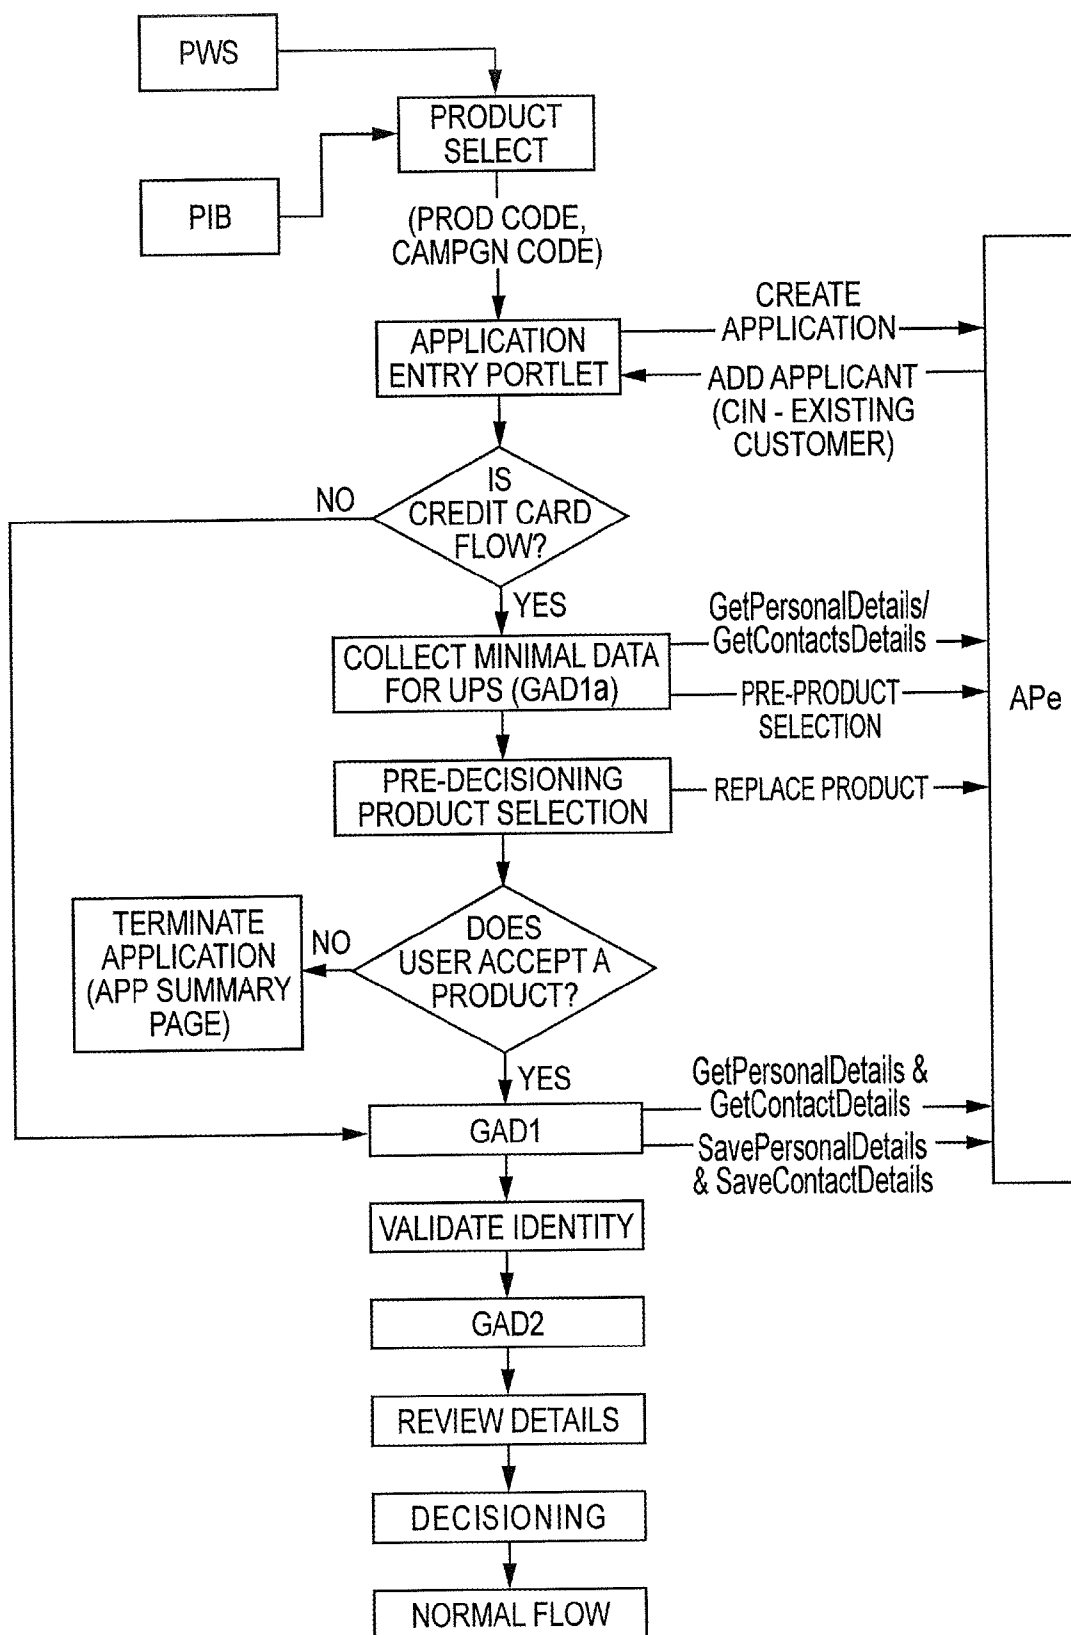 PWS
PRODUCT
SELECT
PIB
(PROD CODE,
CAMPGN CODE)
CREATE
APPLICATION
APPLICATION
ENTRY PORTLET
ADD APPLICANT
(CIN - EXISTING
CUSTOMER)
IS
CREDIT CARD
FLOW?
NO
YES
GetPersonalDetails/
GetContactsDetails
COLLECT MINIMAL DATA
FOR UPS (GAD1a)
PRE-PRODUCT
SELECTION
APe
PRE-DECISIONING
PRODUCT SELECTION
REPLACE PRODUCT
DOES
USER ACCEPT A
PRODUCT?
NO
TERMINATE
APPLICATION
(APP SUMMARY
PAGE)
YES
GetPersonalDetails &
GetContactDetails
GAD1
SavePersonalDetails
& SaveContactDetails
VALIDATE IDENTITY
GAD2
REVIEW DETAILS
DECISIONING
NORMAL FLOW